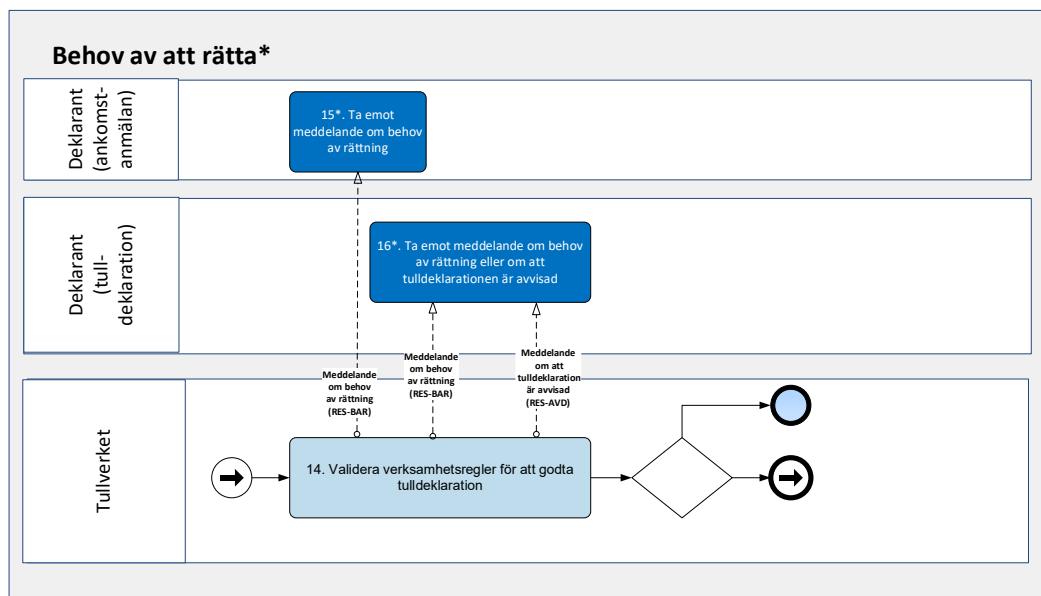 Behov av att rätta*
Deklarant
(ankomst-
anmälan)
15*. Ta emot
meddelande om behov
av rättning
Deklarant
(tull-
deklaration)
16*. Ta emot meddelande om behov
av rättning eller om att
tulldeklarationen är avvisad
Meddelande
om behov
av rättning
(RES-BAR)
Meddelande
om behov
av rättning
(RES-BAR)
Meddelande
om att
tulldeklaration
är avvisad
(RES-AVD)
Tullverket
14. Validera verksamhetsregler för att godta
tulldeklaration